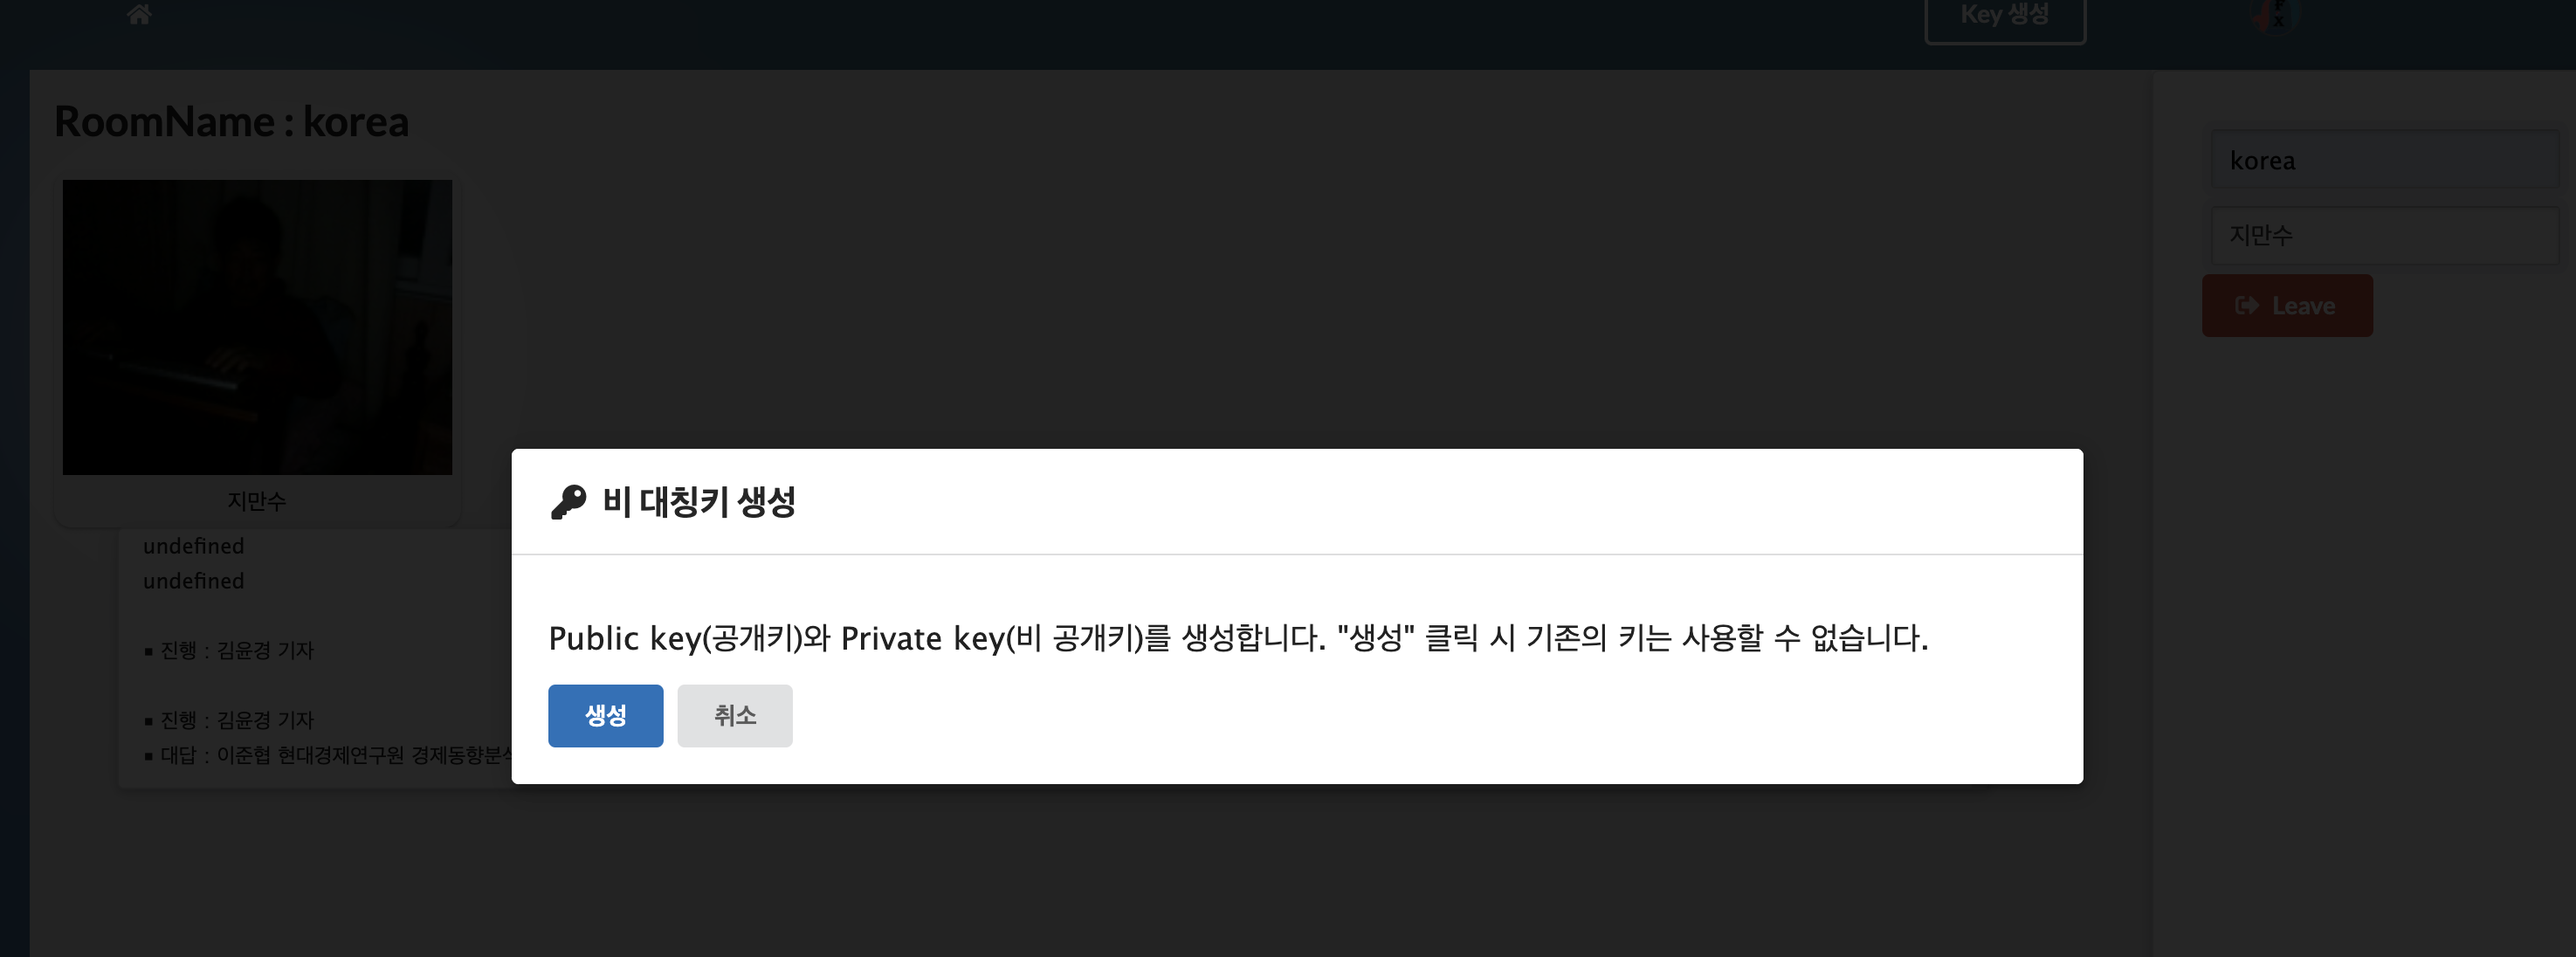 Key 생성
RoomName : korea
지만수
undefined
undefined
▪ 진행 : 김윤경 기자
▪ 진행 : 김윤경 기자
▪ 대답 : 이준협 현대경제연구원 경제동향분석
비 대칭키 생성
Public key(공개키)와 Private key(비 공개키)를 생성합니다. "생성" 클릭 시 기존의 키는 사용할 수 없습니다.
생성 취소
korea
지만수
Leave